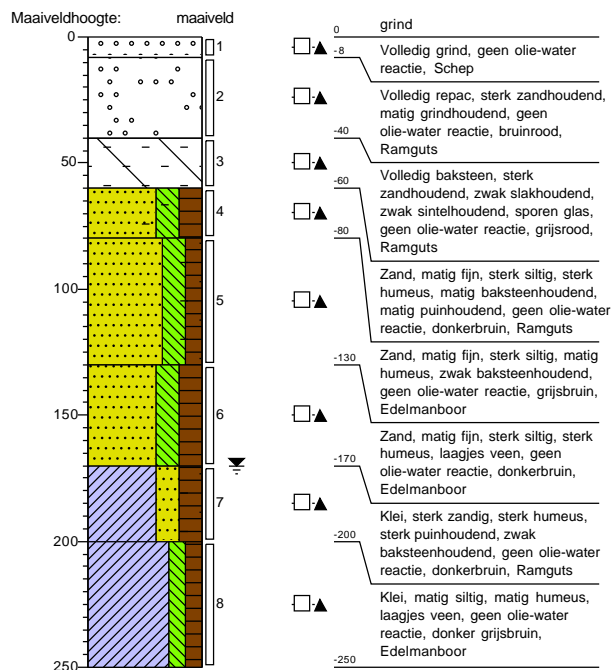 Maaiveldhoogte: maaiveld
0
50
100
150
200
250
1
2
3
4
5
6
7
8
0
grind
-8
Volledig grind, geen olie-water
reactie, Schep
Volledig repac, sterk zandhoudend,
matig grindhoudend, geen
olie-water reactie, bruinrood,
Ramguts
-40
Volledig baksteen, sterk
zandhoudend, zwak slakhoudend,
zwak sintelhoudend, sporen glas,
geen olie-water reactie, grijsrood,
Ramguts
-60
-80
Zand, matig fijn, sterk siltig, sterk
humeus, matig baksteenhoudend,
matig puinhoudend, geen olie-water
reactie, donkerbruin, Ramguts
-130
Zand, matig fijn, sterk siltig, matig
humeus, zwak baksteenhoudend,
geen olie-water reactie, grijsbruin,
Edelmanboor
Zand, matig fijn, sterk siltig, sterk
humeus, laagjes veen, geen
olie-water reactie, donkerbruin,
Edelmanboor
-170
Klei, sterk zandig, sterk humeus,
sterk puinhoudend, zwak
baksteenhoudend, geen olie-water
reactie, donkerbruin, Ramguts
-200
Klei, matig siltig, matig humeus,
laagjes veen, geen olie-water
reactie, donker grijsbruin,
Edelmanboor
-250